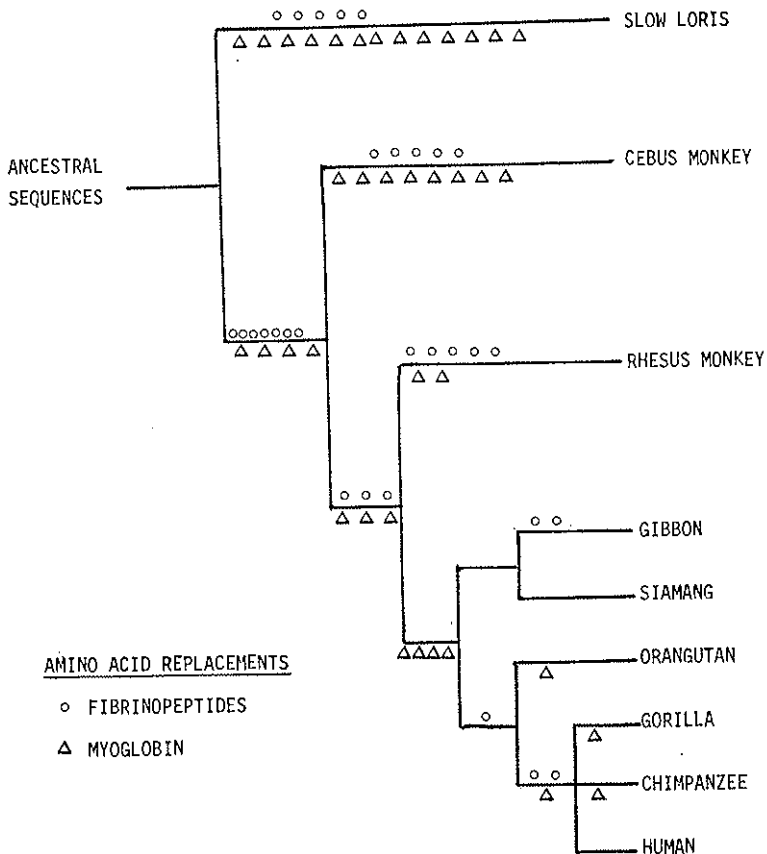 SLOW LORIS
CEBUS MONKEY
ANCESTRAL
SEQUENCES
RHESUS MONKEY
GIBBON
SIAMANG
ORANGUTAN
GORILLA
CHIMPANZEE
HUMAN
AMINO ACID REPLACEMENTS
FIBRINOPEPTIDES
MYOGLOBIN